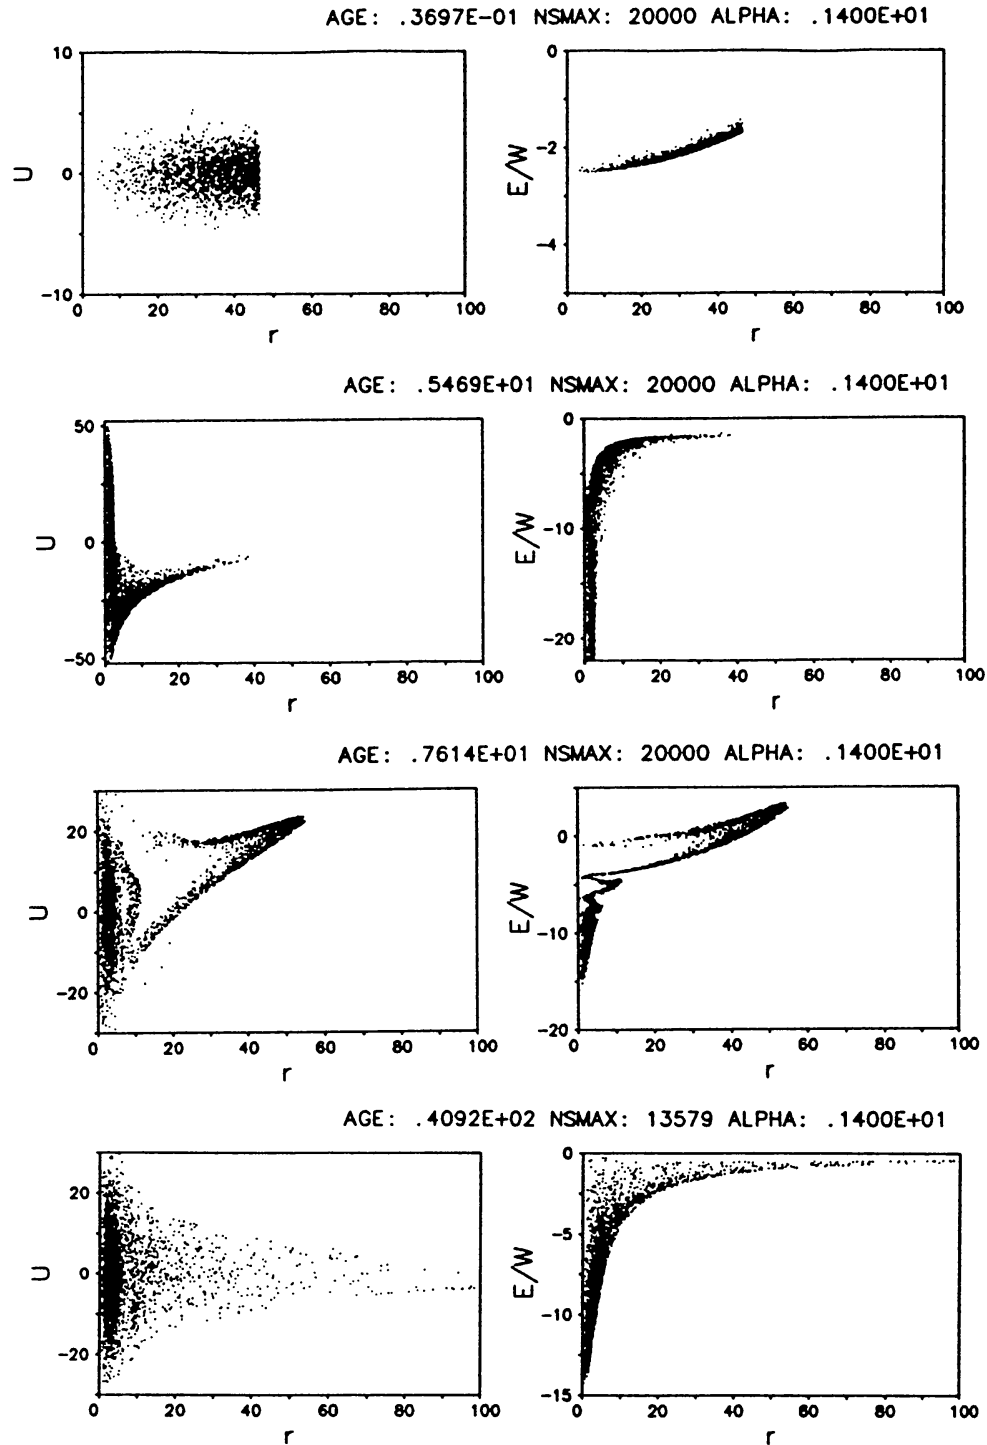 AGE: .3697E-01 NSMAX: 20000 ALPHA: .1400E+01
10
5
0
-10
U
0 20 40 60 80 100
r
0
-2
-4
E/W
0 20 40 60 80 100
r
AGE: .5469E+01 NSMAX: 20000 ALPHA: .1400E+01
50
0
-50
U
0 20 40 60 80 100
r
0
-10
-20
E/W
0 20 40 60 80 100
r
AGE: .7614E+01 NSMAX: 20000 ALPHA: .1400E+01
20
0
-20
U
0 20 40 60 80 100
r
0
-10
-20
E/W
0 20 40 60 80 100
r
AGE: .4092E+02 NSMAX: 13579 ALPHA: .1400E+01
20
0
-20
U
0 20 40 60 80 100
r
0
-5
-10
-15
E/W
0 20 40 60 80 100
r